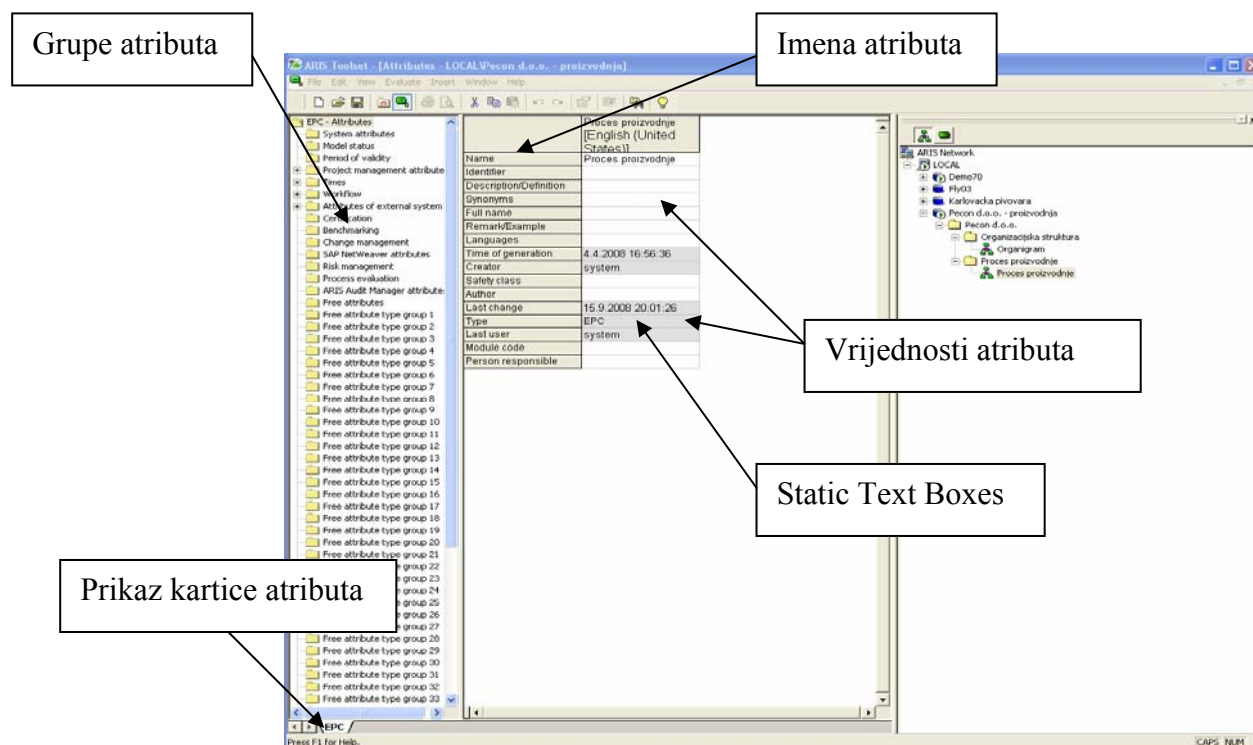 Grupe atributa
Imena atributa
ARIS Toolset - [Attributes - LOCAL\Pecon d.o.o. - proizvodnja]
File Edit View Evaluate Insert Window Help
EPC - Attributes
System attributes
Model status
Period of validity
Project management attribute
Times
Workflow
Attributes of external system
Certification
Benchmarking
Change management
SAP NetWeaver attributes
Risk management
Process evaluation
ARIS Audit Manager attribute
Free attributes
Free attribute type group 1
Free attribute type group 2
Free attribute type group 3
Free attribute type group 4
Free attribute type group 5
Free attribute type group 6
Free attribute type group 7
Free attribute type group 8
Free attribute type group 9
Free attribute type group 10
Free attribute type group 11
Free attribute type group 12
Free attribute type group 13
Free attribute type group 14
Free attribute type group 15
Free attribute type group 16
Free attribute type group 17
Free attribute type group 18
Free attribute type group 19
Free attribute type group 20
Free attribute type group 21
group 22
group 23
group 24
group 25
group 26
group 27
Free attribute type group 28
Free attribute type group 29
Free attribute type group 30
Free attribute type group 31
Free attribute type group 32
Free attribute type group 33
Proces proizvodnje
[English (United
States)]
Name Proces proizvodnje
Identifier
Description/Definition
Synonyms
Full name
Remark/Example
Languages
Time of generation 4.4.2008 16:56:36
Creator system
Safety class
Author
Last change 15.9.2008 20:01:26
Type EPC
Last user system
Module code
Person responsible
ARIS Network
LOCAL
Demo70
Fly03
Karlovacka pivovara
Pecon d.o.o. - proizvodnja
Pecon d.o.o.
Organizacijska struktura
Organigram
Proces proizvodnje
Proces proizvodnje
Vrijednosti atributa
Static Text Boxes
Prikaz kartice atributa
EPC
Press F1 for Help.
CAPS NUM